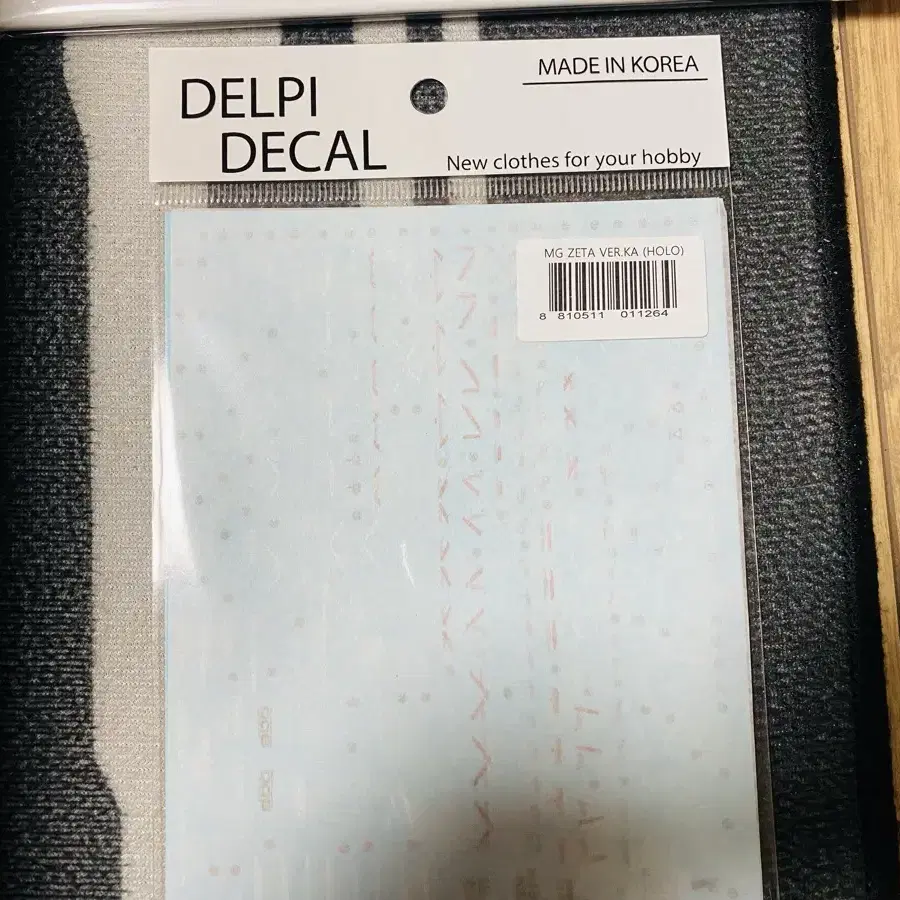 DELPI
DECAL
MADE IN KOREA
New clothes for your hobby
MG ZETA VER.KA (HOLO)
8 810511 011264